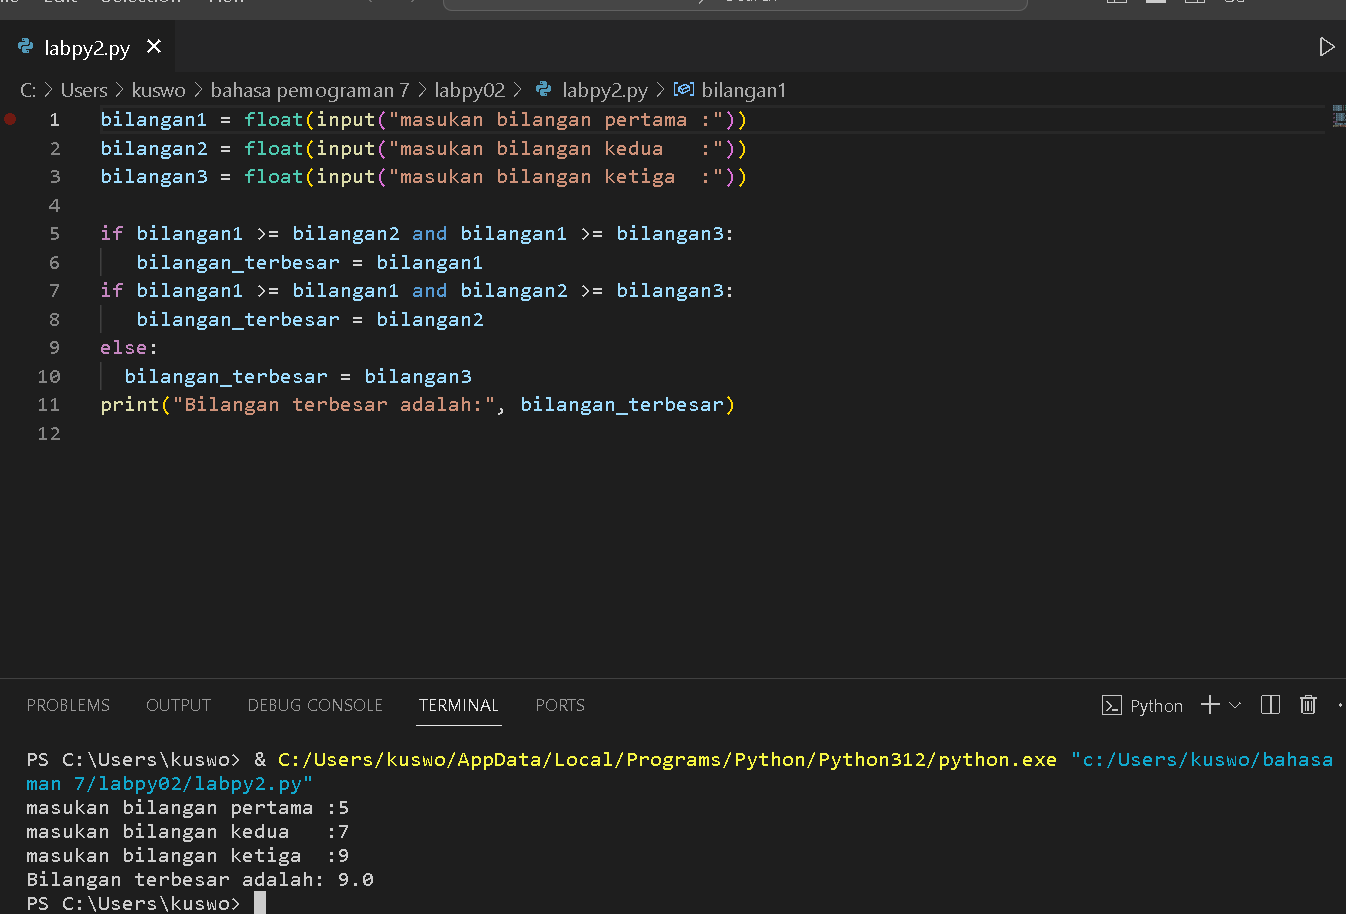 labpy2.py
C: > Users > kuswo > bahasa pemograman 7 > labpy02 > labpy2.py > bilangan1
1 bilangan1 = float(input("masukan bilangan pertama :"))
2 bilangan2 = float(input("masukan bilangan kedua   :"))
3 bilangan3 = float(input("masukan bilangan ketiga  :"))
4
5 if bilangan1 >= bilangan2 and bilangan1 >= bilangan3:
6    bilangan_terbesar = bilangan1
7 if bilangan1 >= bilangan1 and bilangan2 >= bilangan3:
8    bilangan_terbesar = bilangan2
9 else:
10   bilangan_terbesar = bilangan3
11 print("Bilangan terbesar adalah:", bilangan_terbesar)
12
PROBLEMS OUTPUT DEBUG CONSOLE TERMINAL PORTS Python
PS C:\Users\kuswo> & C:/Users/kuswo/AppData/Local/Programs/Python/Python312/python.exe "c:/Users/kuswo/bahasa
man 7/labpy02/labpy2.py"
masukan bilangan pertama :5
masukan bilangan kedua   :7
masukan bilangan ketiga  :9
Bilangan terbesar adalah: 9.0
PS C:\Users\kuswo>